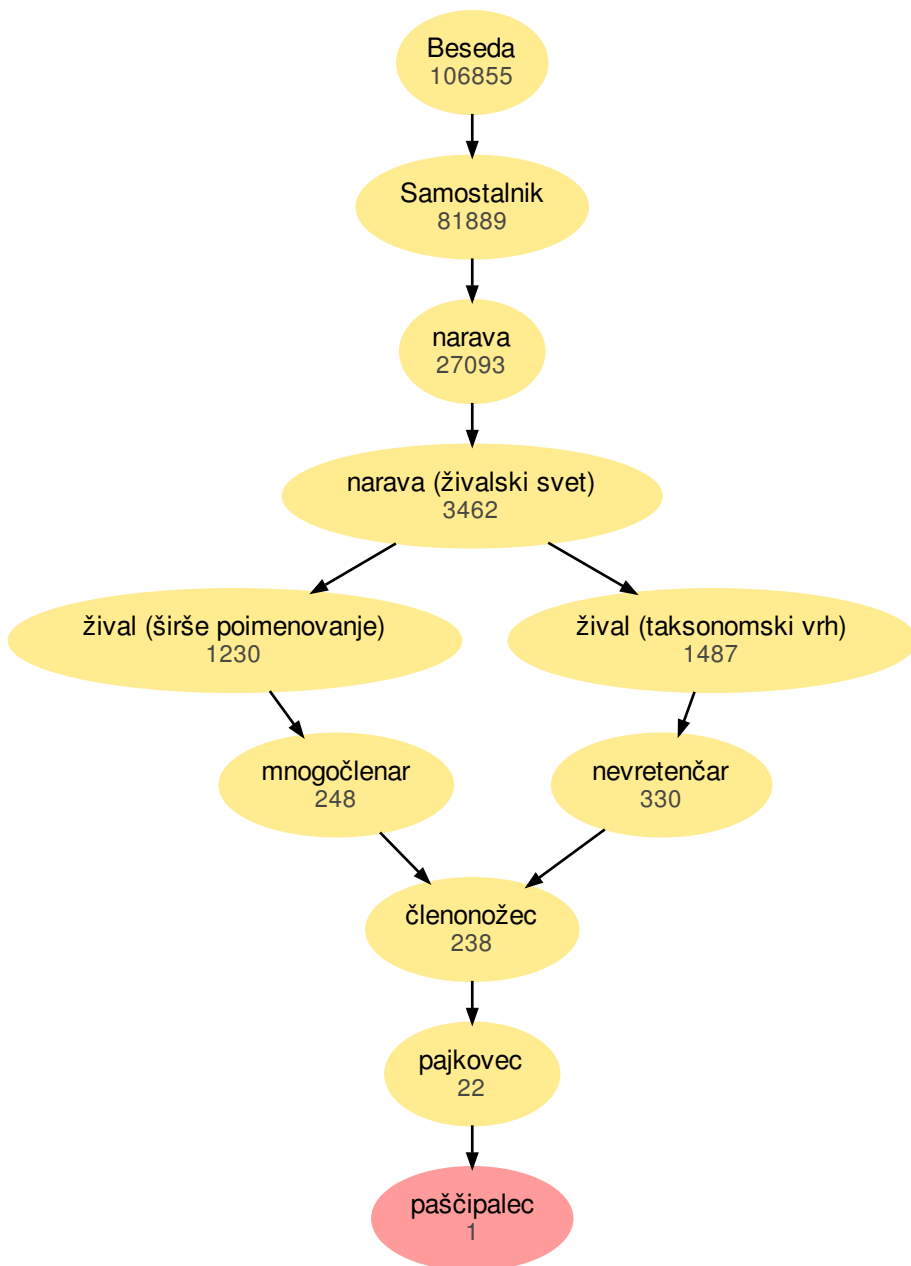 Beseda
106855
Samostalnik
81889
narava
27093
narava (živalski svet)
3462
žival (širše poimenovanje)
1230
žival (taksonomski vrh)
1487
mnogočlenar
248
nevretenčar
330
členonožec
238
pajkovec
22
paščipalec
1